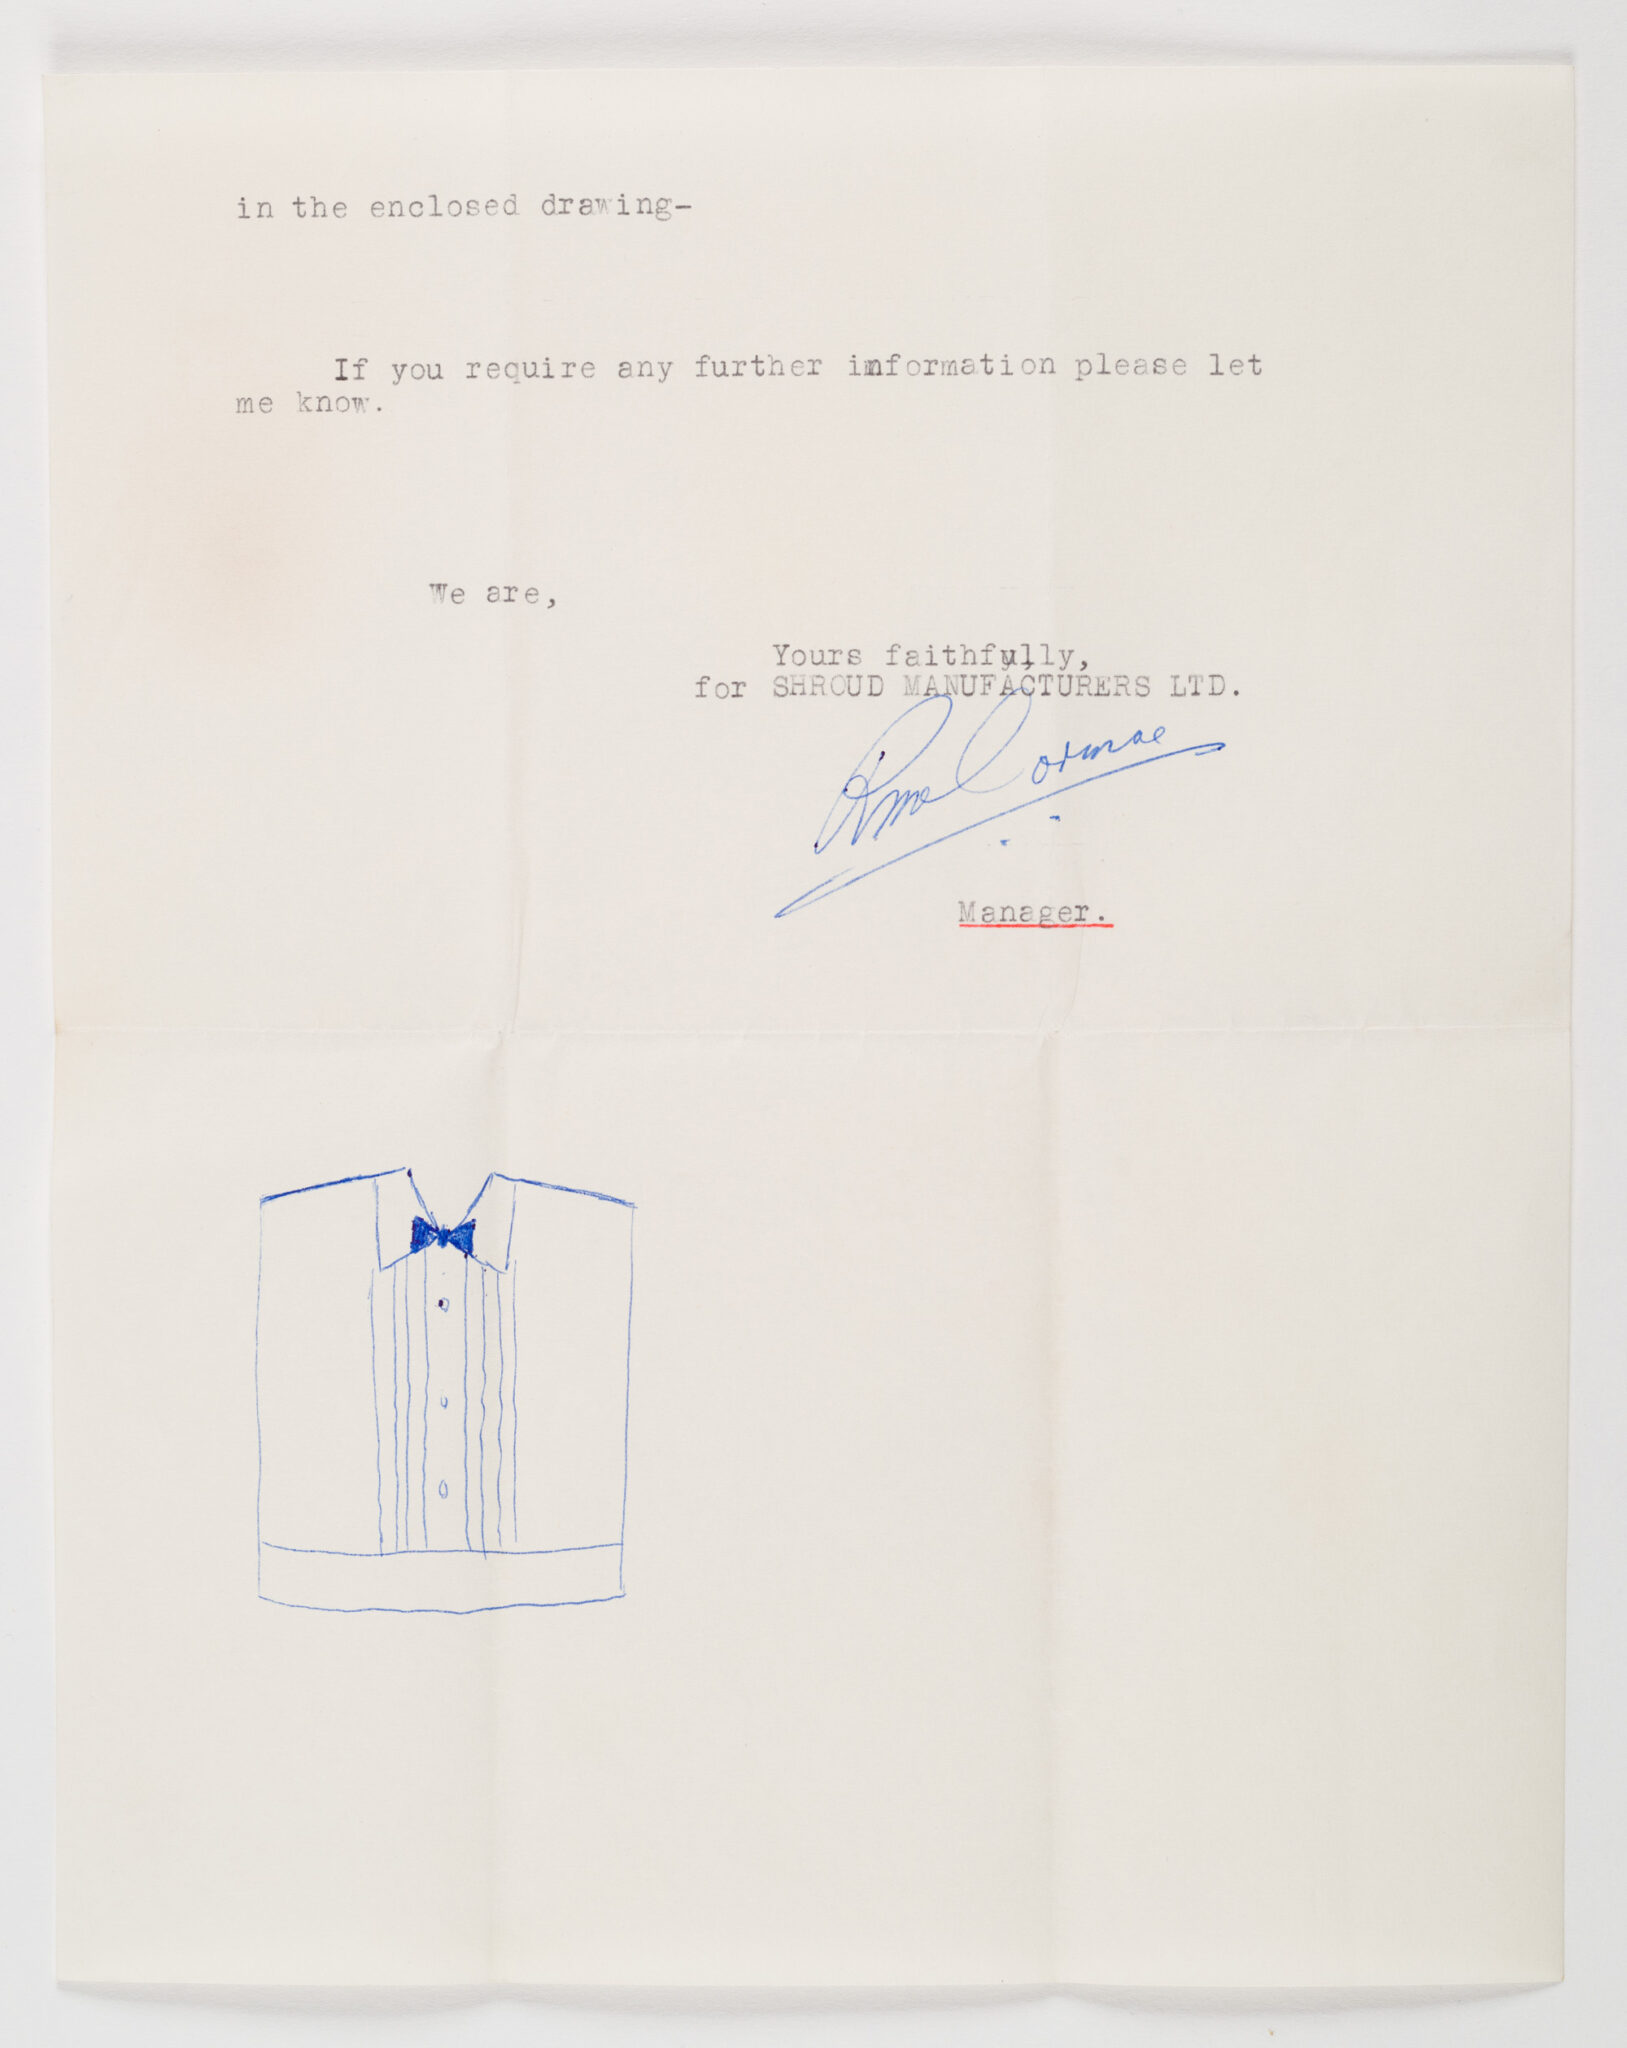 in the enclosed drawing-
If you require any further information please let
me know.
We are,
Yours faithfully,
for SHROUD MANUFACTURERS LTD.
Manager.